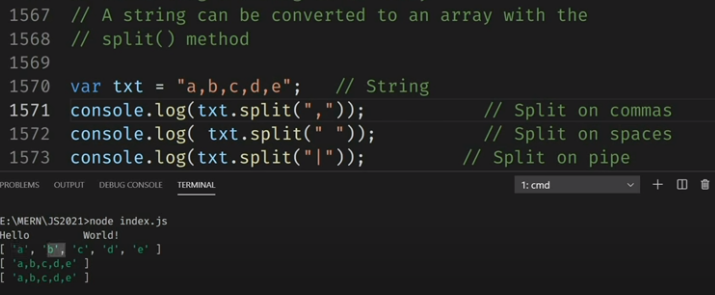 1567 // A string can be converted to an array with the
1568 // split() method
1569
1570 var txt = "a,b,c,d,e";   // String
1571 console.log(txt.split(","));           // Split on commas
1572 console.log( txt.split(" "));          // Split on spaces
1573 console.log(txt.split("|"));         // Split on pipe
PROBLEMS OUTPUT DEBUG CONSOLE TERMINAL 1: cmd
E:\MERN\JS2021>node index.js
Hello         World!
[ 'a', 'b', 'c', 'd', 'e' ]
[ 'a,b,c,d,e' ]
[ 'a,b,c,d,e' ]